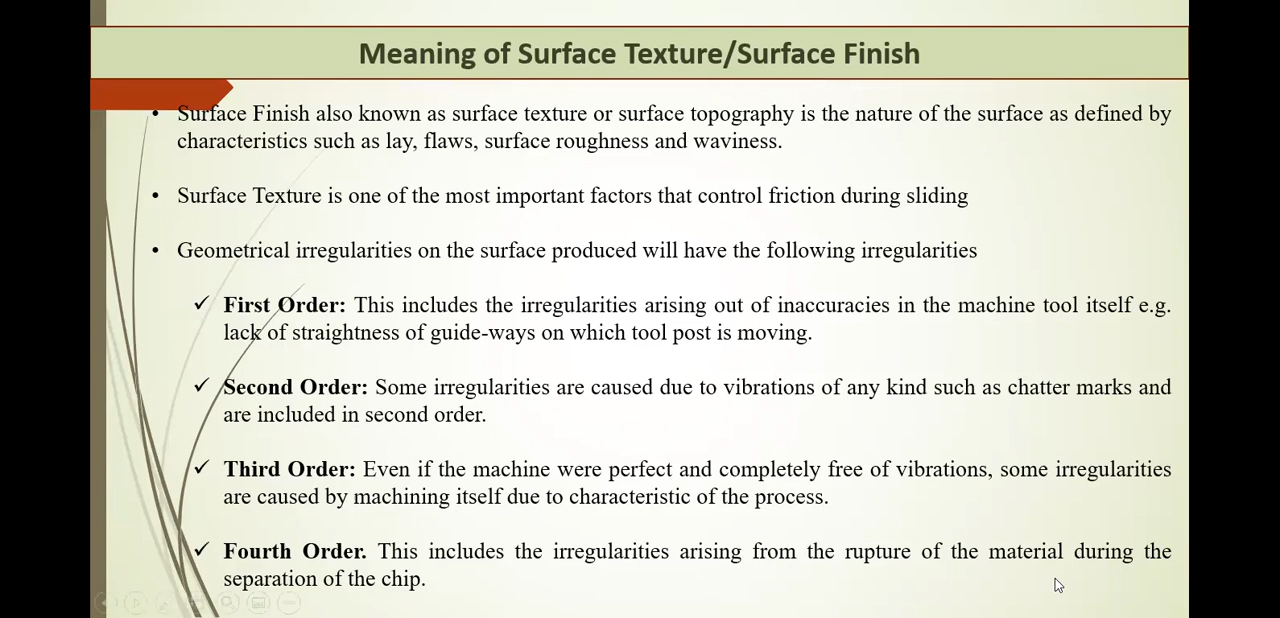 Meaning of Surface Texture/Surface Finish
• Surface Finish also known as surface texture or surface topography is the nature of the surface as defined by
characteristics such as lay, flaws, surface roughness and waviness.
• Surface Texture is one of the most important factors that control friction during sliding
• Geometrical irregularities on the surface produced will have the following irregularities
✓ First Order: This includes the irregularities arising out of inaccuracies in the machine tool itself e.g.
lack of straightness of guide-ways on which tool post is moving.
✓ Second Order: Some irregularities are caused due to vibrations of any kind such as chatter marks and
are included in second order.
✓ Third Order: Even if the machine were perfect and completely free of vibrations, some irregularities
are caused by machining itself due to characteristic of the process.
✓ Fourth Order. This includes the irregularities arising from the rupture of the material during the
separation of the chip.